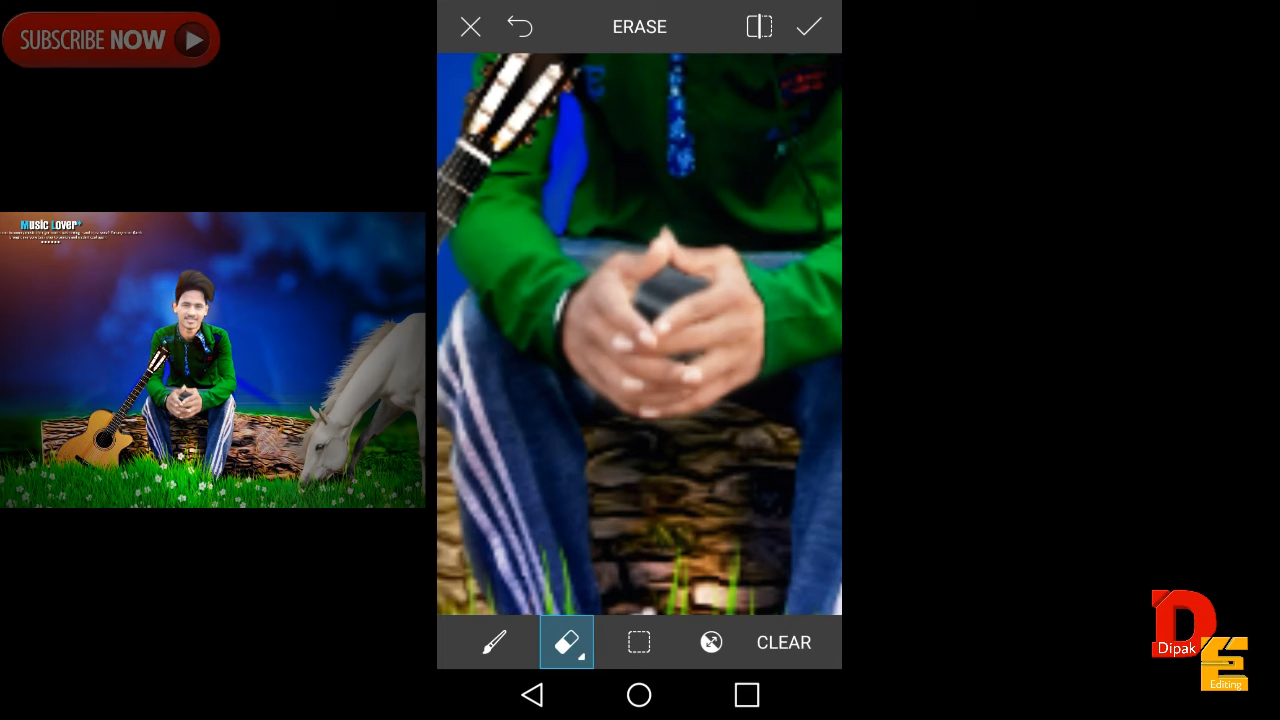 SUBSCRIBE NOW
ERASE
Music Lover
CLEAR
Dipak
Editing